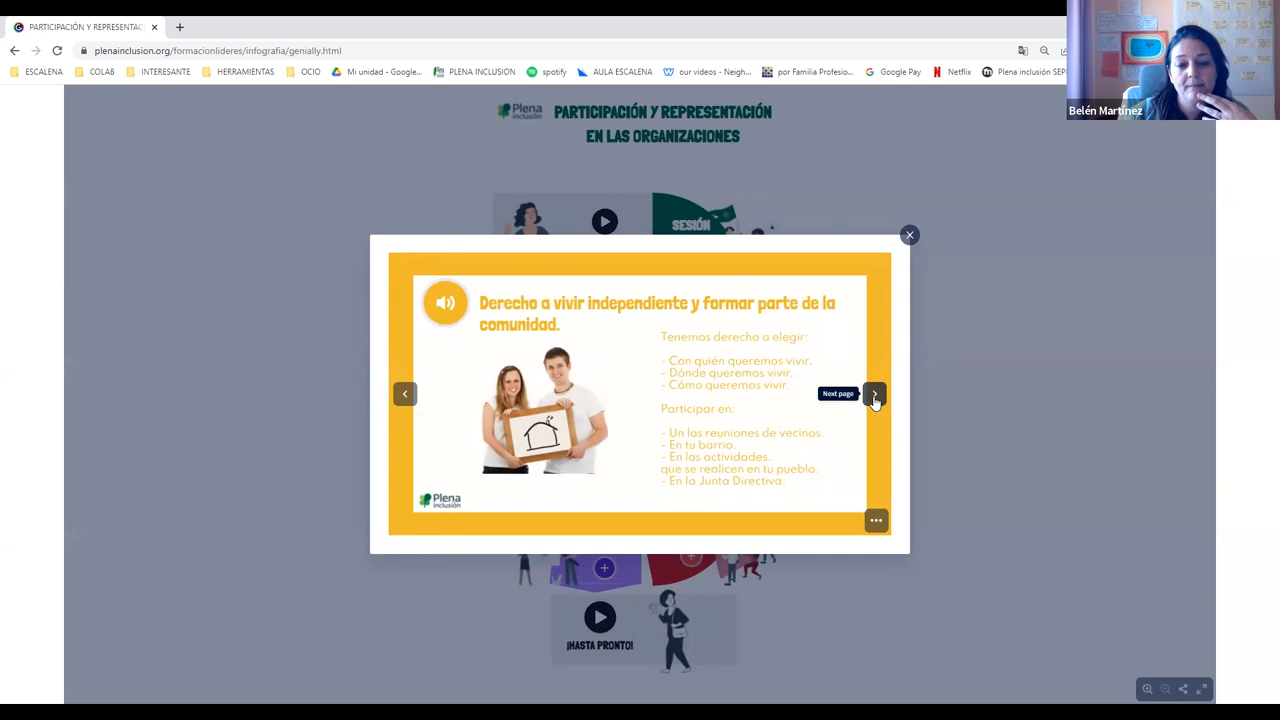 PARTICIPACIÓN Y REPRESENTAC
plenainclusion.org/formacionlideres/infografia/genially.html
ESCALENA COLAB INTERESANTE HERRAMIENTAS OCIO Mi unidad - Google... PLENA INCLUSION spotify AULA ESCALENA our videos - Neigh... por Familia Profesio... Google Pay Netflix Plena inclusión SEP
Belén Martínez
Plena inclusión
PARTICIPACIÓN Y REPRESENTACIÓN
EN LAS ORGANIZACIONES
SESIÓN
Derecho a vivir independiente y formar parte de la
comunidad.
Tenemos derecho a elegir:
- Con quién queremos vivir.
- Dónde queremos vivir.
- Cómo queremos vivir.
Next page
Participar en:
- Un las reuniones de vecinos.
- En tu barrio.
- En las actividades.
que se realicen en tu pueblo.
- En la Junta Directiva.
Plena
inclusión
¡HASTA PRONTO!